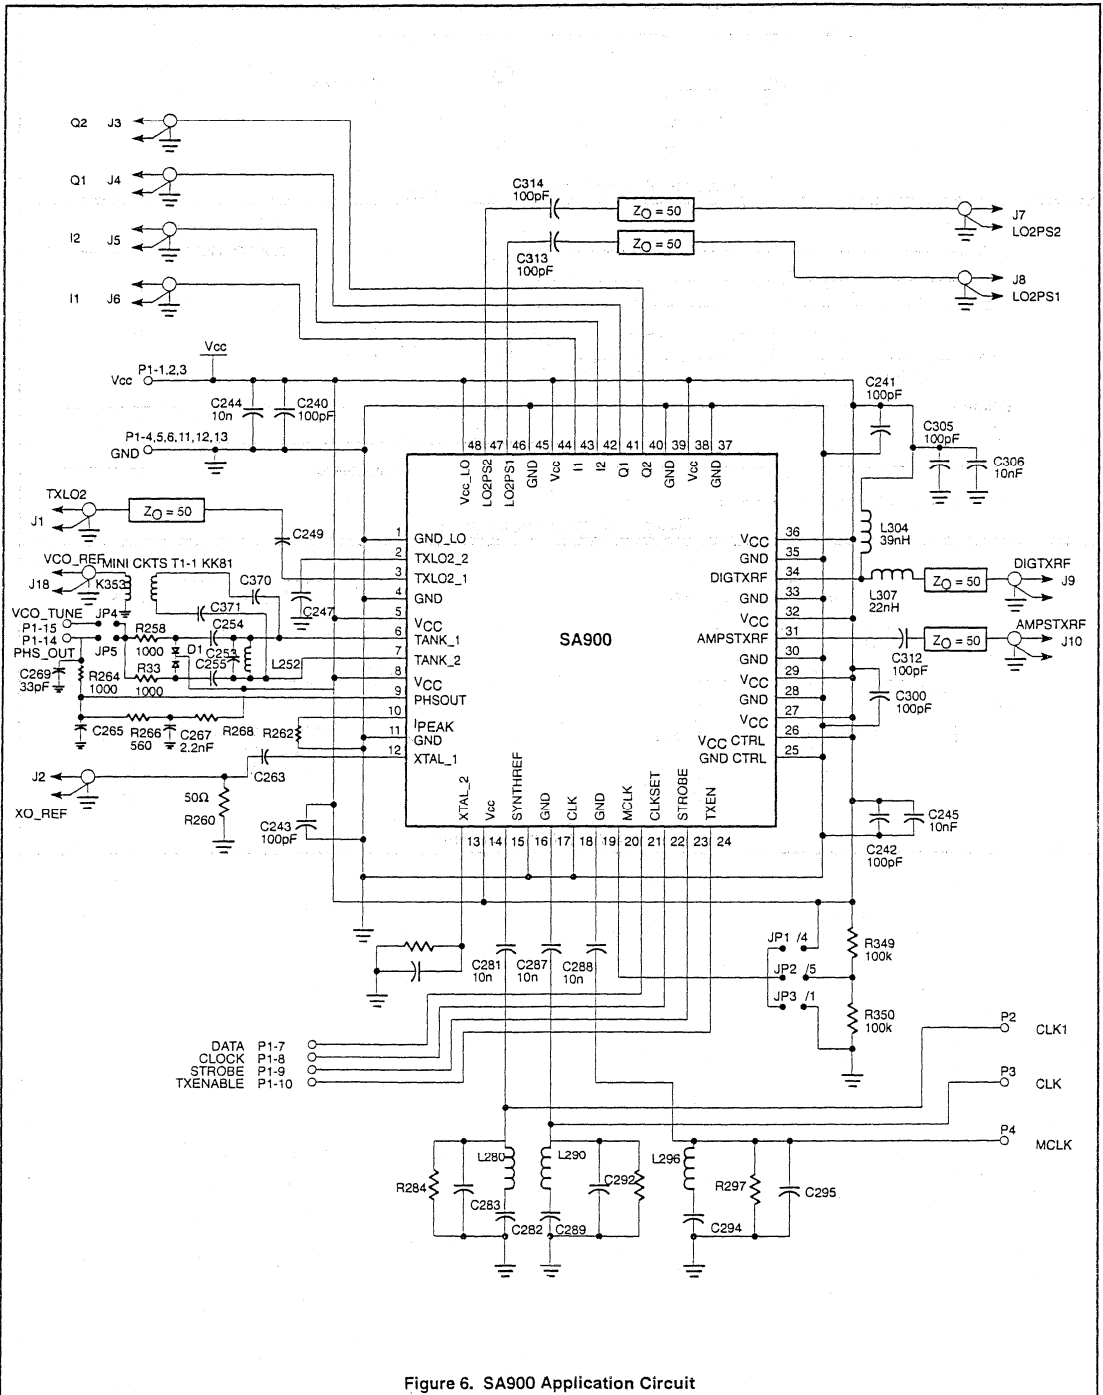 Q2 J3
Q1 J4
I2 J5
I1 J6
C314
100pF
ZO = 50
J7
LO2PS2
ZO = 50
C313
100pF
J8
LO2PS1
Vcc
Vcc P1-1,2,3
C244
10n
C240
100pF
P1-4,5,6,11,12,13
GND
C241
100pF
C305
100pF
C306
10nF
48 47 46 45 44 43 42 41 40 39 38 37
Vcc_LO
LO2PS2
LO2PS1
GND
Vcc
I1
I2
Q1
Q2
GND
Vcc
GND
TXLO2
J1
ZO = 50
C249
VCO_REF
J18
MINI CKTS T1-1 KK81
K353
C370
C371
C247
VCO_TUNE
P1-15
JP4
P1-14
PHS_OUT
JP5
R258
1000
D1
C254
C253
C255
L252
R33
1000
C269
33pF
R264
1000
C265
R266
560
C267
2.2nF
R268
R262
C263
J2
XO_REF
50Ω
R260
C243
100pF
1 GND_LO
2 TXLO2_2
3 TXLO2_1
4 GND
5 VCC
6 TANK_1
7 TANK_2
8 VCC
9 PHSOUT
10 IPEAK
11 GND
12 XTAL_1
SA900
VCC 36
GND 35
DIGTXRF 34
GND 33
VCC 32
AMPSTXRF 31
GND 30
VCC 29
GND 28
VCC 27
VCC CTRL 26
GND CTRL 25
L304
39nH
L307
22nH
ZO = 50
DIGTXRF
J9
AMPSTXRF
J10
C312
100pF
ZO = 50
C300
100pF
C245
10nF
C242
100pF
XTAL_2
Vcc
SYNTHREF
GND
CLK
GND
MCLK
CLKSET
STROBE
TXEN
13 14 15 16 17 18 19 20 21 22 23 24
C281
10n
C287
10n
C288
10n
JP1 /4
JP2 /5
JP3 /1
R349
100k
R350
100k
DATA P1-7
CLOCK P1-8
STROBE P1-9
TXENABLE P1-10
P2
CLK1
P3
CLK
P4
MCLK
R284
C283
L280
C282
L290
C289
C292
L296
C294
R297
C295
Figure 6. SA900 Application Circuit